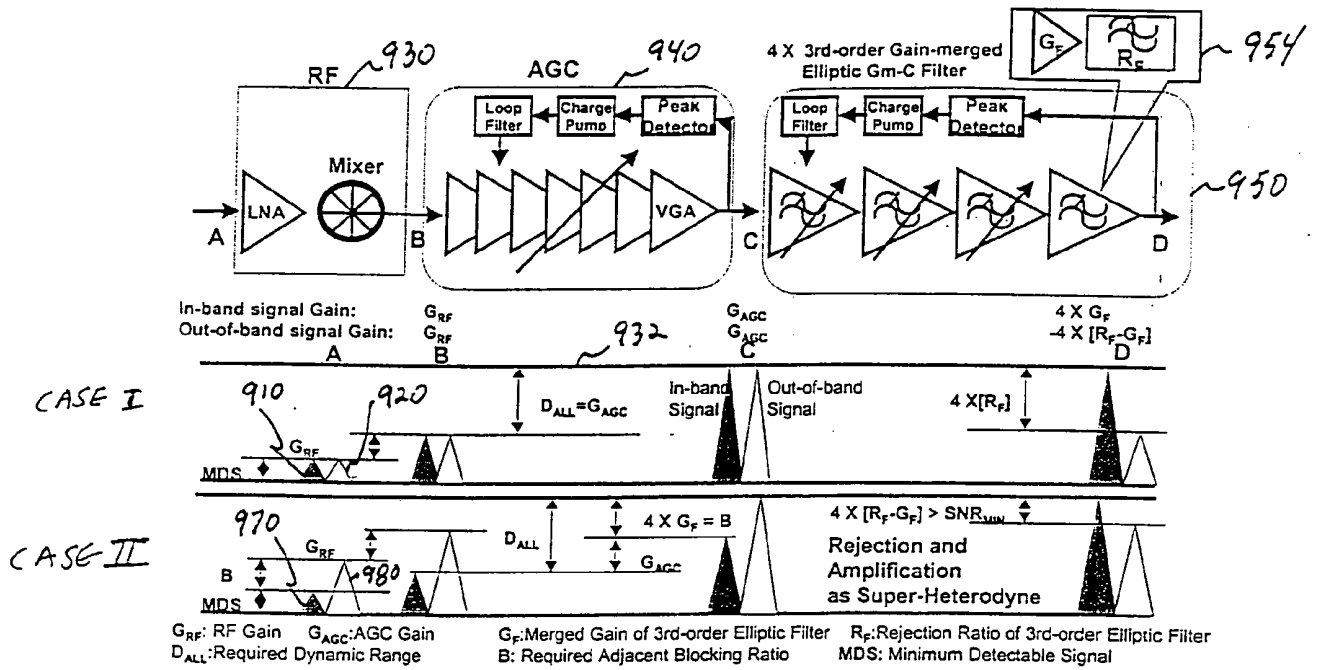 930
RF
940
AGC
4 X 3rd-order Gain-merged
Elliptic Gm-C Filter
G_F
R_F
954
Loop Filter
Charge Pump
Peak Detector
Loop Filter
Charge Pump
Peak Detector
Mixer
LNA
VGA
950
A
B
C
D
In-band signal Gain: G_RF G_AGC 4 X G_F
Out-of-band signal Gain: G_RF G_AGC -4 X [R_F-G_F]
A B 932 C D
CASE I
910
920
D_ALL=G_AGC
In-band Signal
Out-of-band Signal
4 X[R_F]
G_RF
MDS
CASE II
970
980
G_RF
B
MDS
D_ALL
4 X G_F = B
G_AGC
4 X [R_F-G_F] > SNR_MIN
Rejection and
Amplification
as Super-Heterodyne
G_RF: RF Gain G_AGC:AGC Gain G_F:Merged Gain of 3rd-order Elliptic Filter R_F:Rejection Ratio of 3rd-order Elliptic Filter
D_ALL:Required Dynamic Range B: Required Adjacent Blocking Ratio MDS: Minimum Detectable Signal